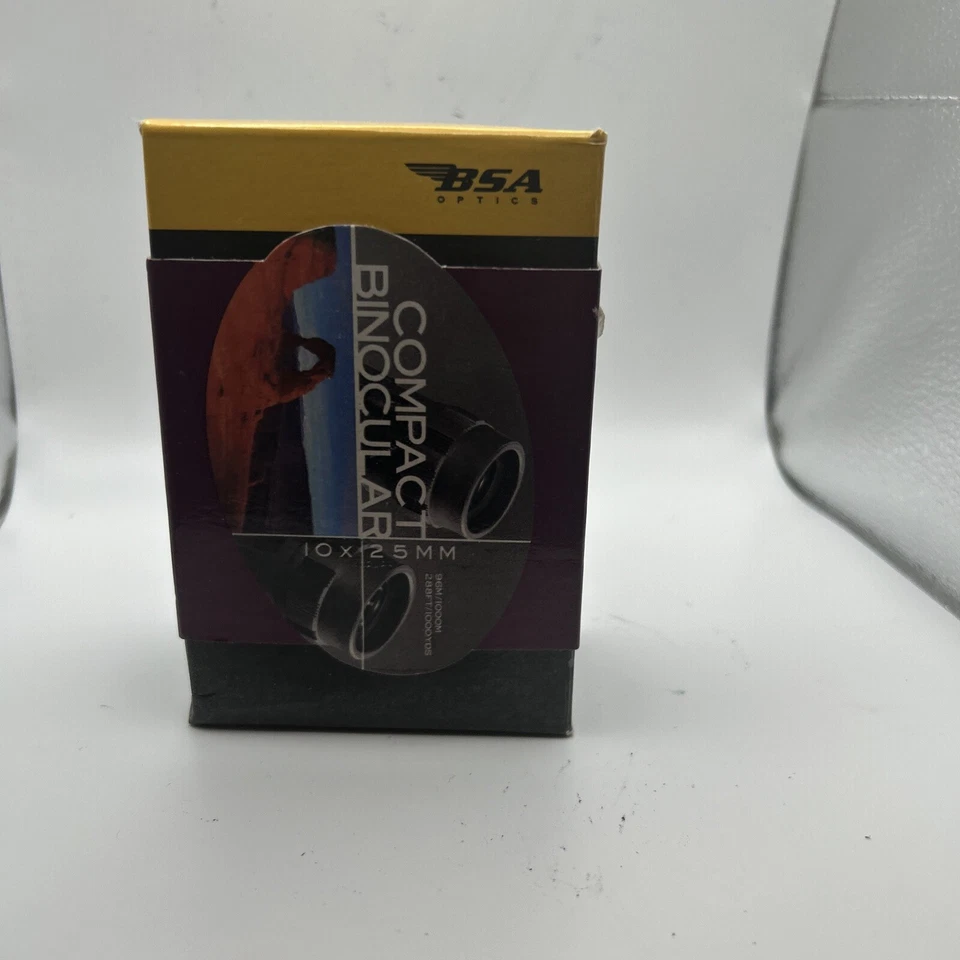 BSA
OPTICS
COMPACT
BINOCULAR
10x25MM
96M/1000M
288FT/1000YDS